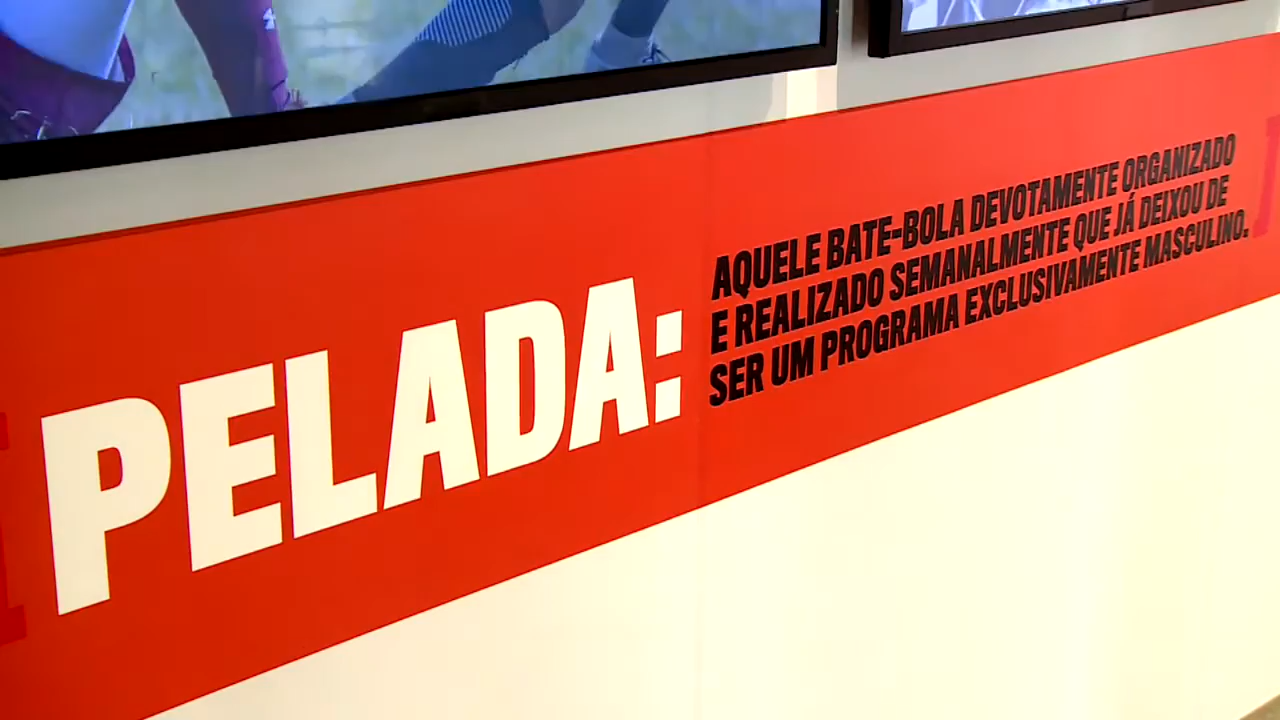 PELADA:
AQUELE BATE-BOLA DEVOTAMENTE ORGANIZADO
E REALIZADO SEMANALMENTE QUE JÁ DEIXOU DE
SER UM PROGRAMA EXCLUSIVAMENTE MASCULINO.